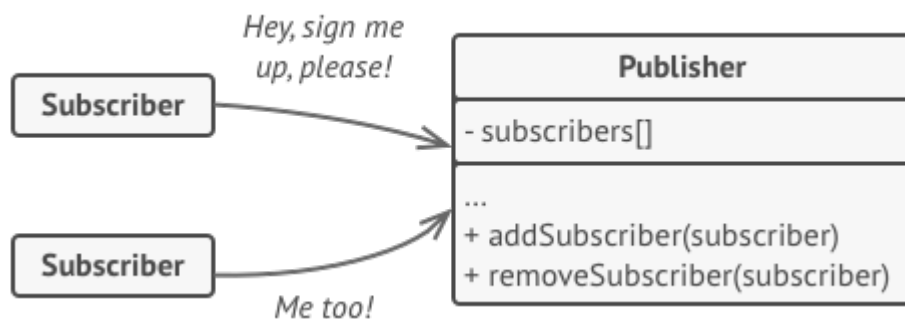 Hey, sign me
up, please!
Subscriber
Subscriber
Me too!
Publisher
- subscribers[]
...
+ addSubscriber(subscriber)
+ removeSubscriber(subscriber)